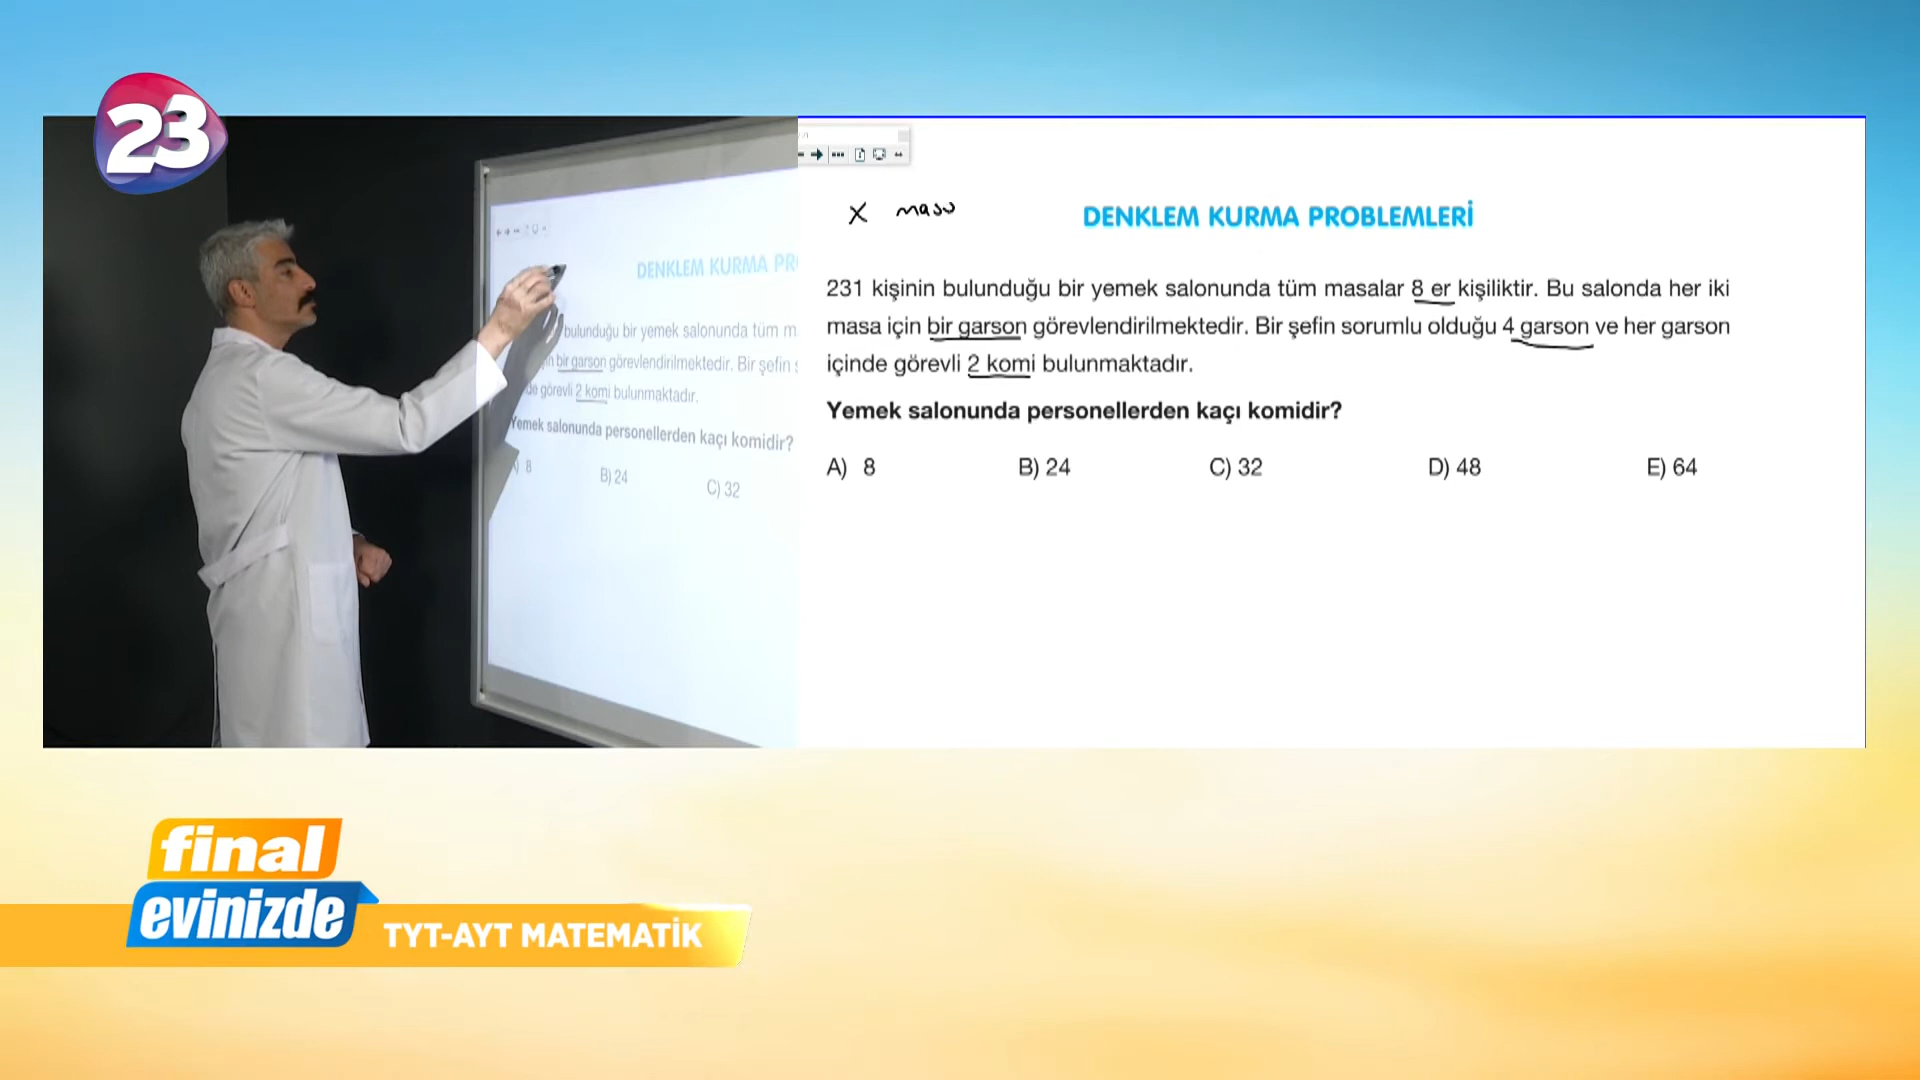 23
x masa
DENKLEM KURMA PROBLEMLERİ
231 kişinin bulunduğu bir yemek salonunda tüm masalar 8 er kişiliktir. Bu salonda her iki
masa için bir garson görevlendirilmektedir. Bir şefin sorumlu olduğu 4 garson ve her garson
içinde görevli 2 komi bulunmaktadır.
Yemek salonunda personellerden kaçı komidir?
A) 8 B) 24 C) 32 D) 48 E) 64
DENKLEM KURMA PR
bulunduğu bir yemek salonunda tüm m
bir garson görevlendirilmektedir. Bir şefin s
de görevli 2 komi bulunmaktadır.
Yemek salonunda personellerden kaçı komidir?
8 B) 24 C) 32
final
evinizde
TYT-AYT MATEMATİK